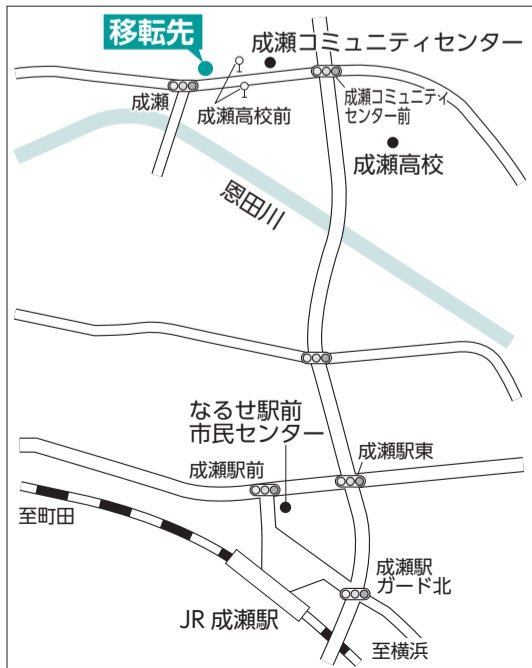 移転先
成瀬コミュニティセンター
成瀬
成瀬高校前
成瀬コミュニティ
センター前
成瀬高校
恩田川
なるせ駅前
市民センター
成瀬駅前
成瀬駅東
至町田
成瀬駅
ガード北
JR 成瀬駅
至横浜